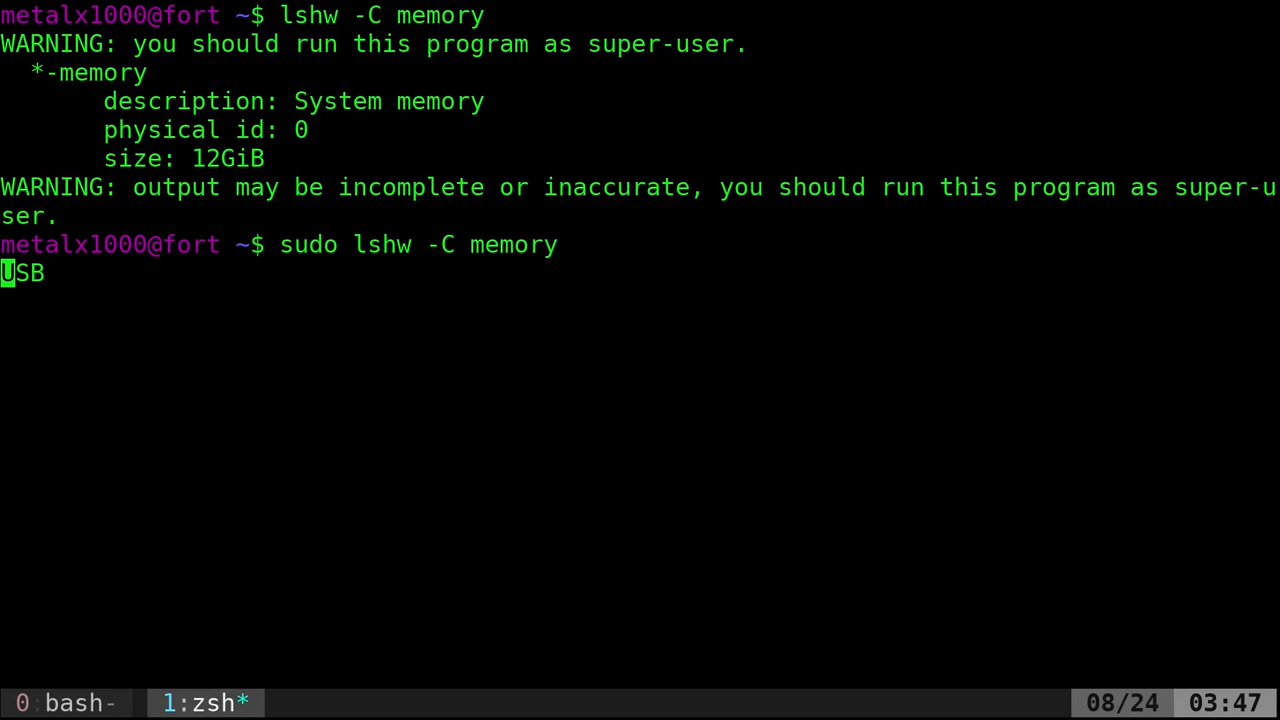 metalx1000@fort ~$ lshw -C memory
WARNING: you should run this program as super-user.
  *-memory
       description: System memory
       physical id: 0
       size: 12GiB
WARNING: output may be incomplete or inaccurate, you should run this program as super-u
ser.
metalx1000@fort ~$ sudo lshw -C memory
USB
0:bash- 1:zsh* 08/24 03:47